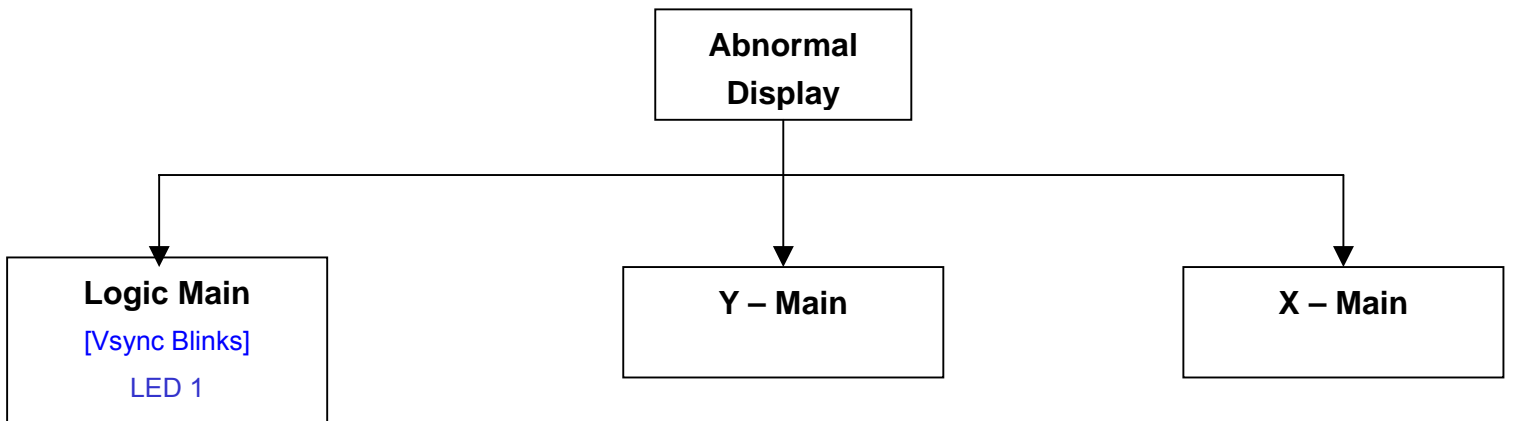 Abnormal
Display
Logic Main
[Vsync Blinks]
LED 1
Y – Main
X – Main